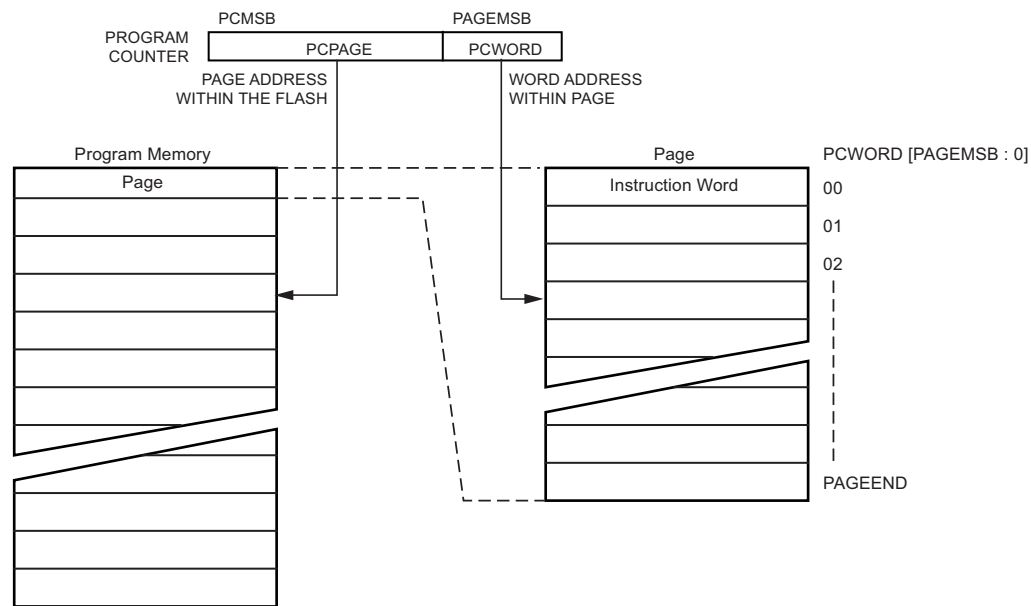 PCMSB PAGEMSB
PROGRAM
COUNTER
PCPAGE PCWORD
PAGE ADDRESS
WITHIN THE FLASH
WORD ADDRESS
WITHIN PAGE
Program Memory
Page
Page
Instruction Word
PCWORD [PAGEMSB : 0]
00
01
02
PAGEEND